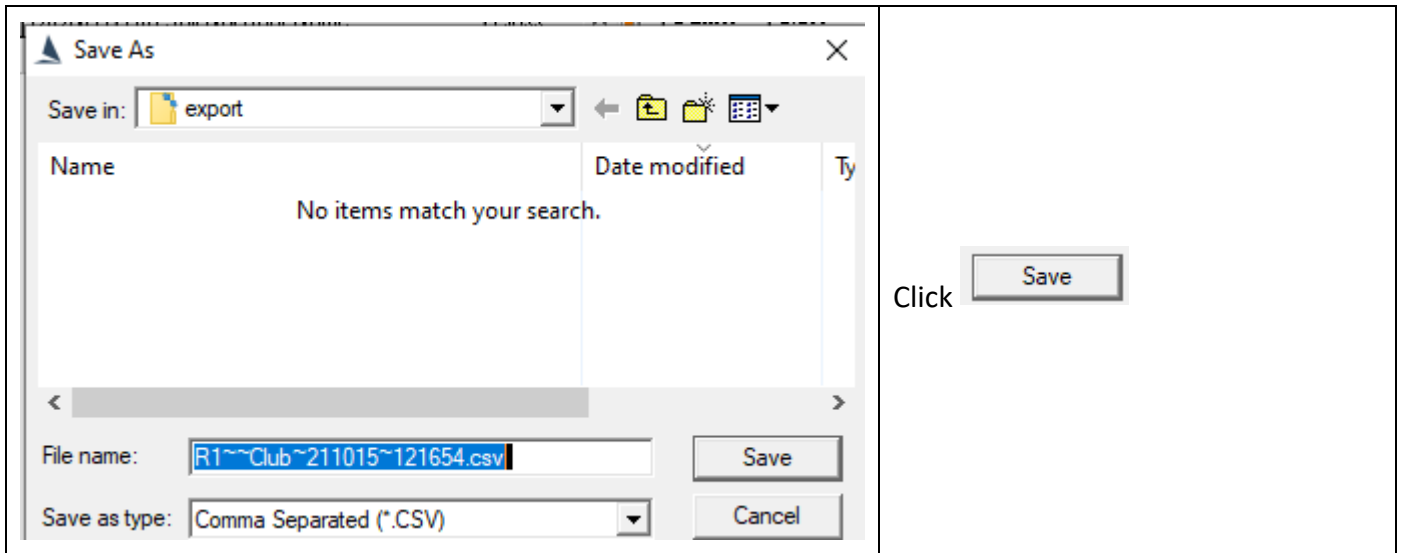 Save As
Save in: export
Name Date modified Ty
No items match your search.
File name: R1~~Club~211015~121654.csv Save
Save as type: Comma Separated (*.CSV) Cancel
Click Save